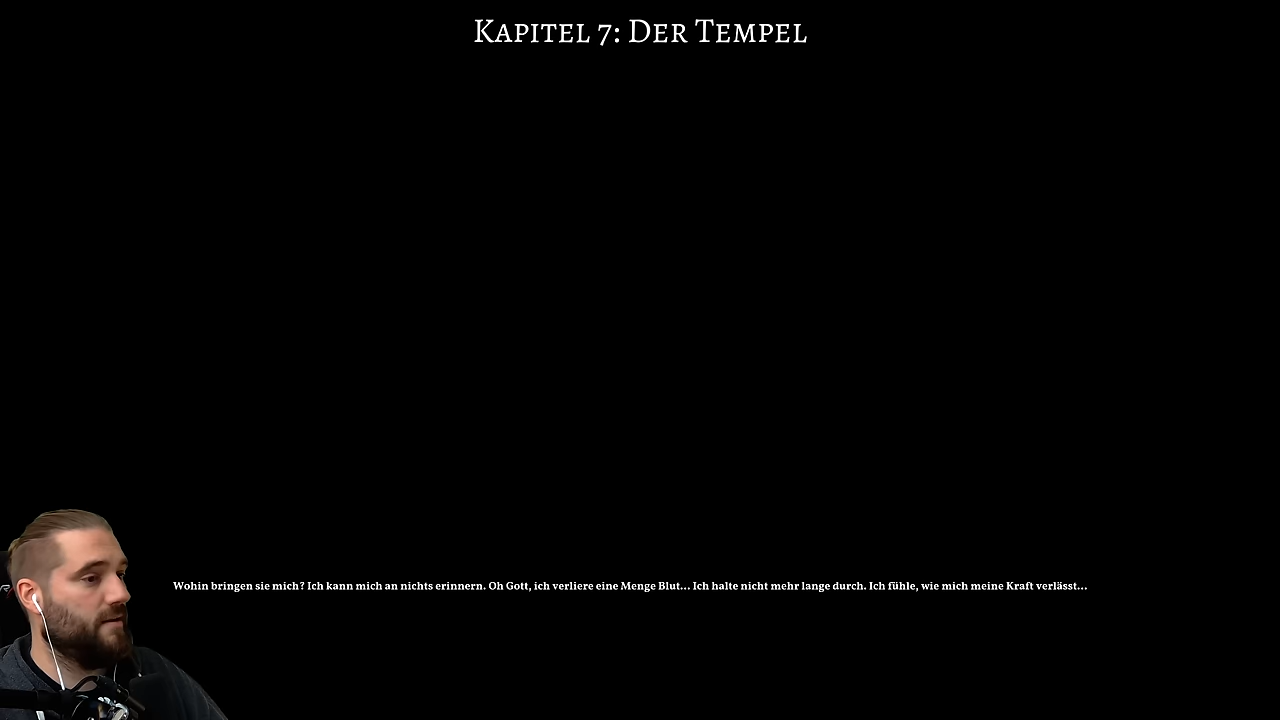 Kapitel 7: Der Tempel
Wohin bringen sie mich? Ich kann mich an nichts erinnern. Oh Gott, ich verliere eine Menge Blut... Ich halte nicht mehr lange durch. Ich fühle, wie mich meine Kraft verlässt...